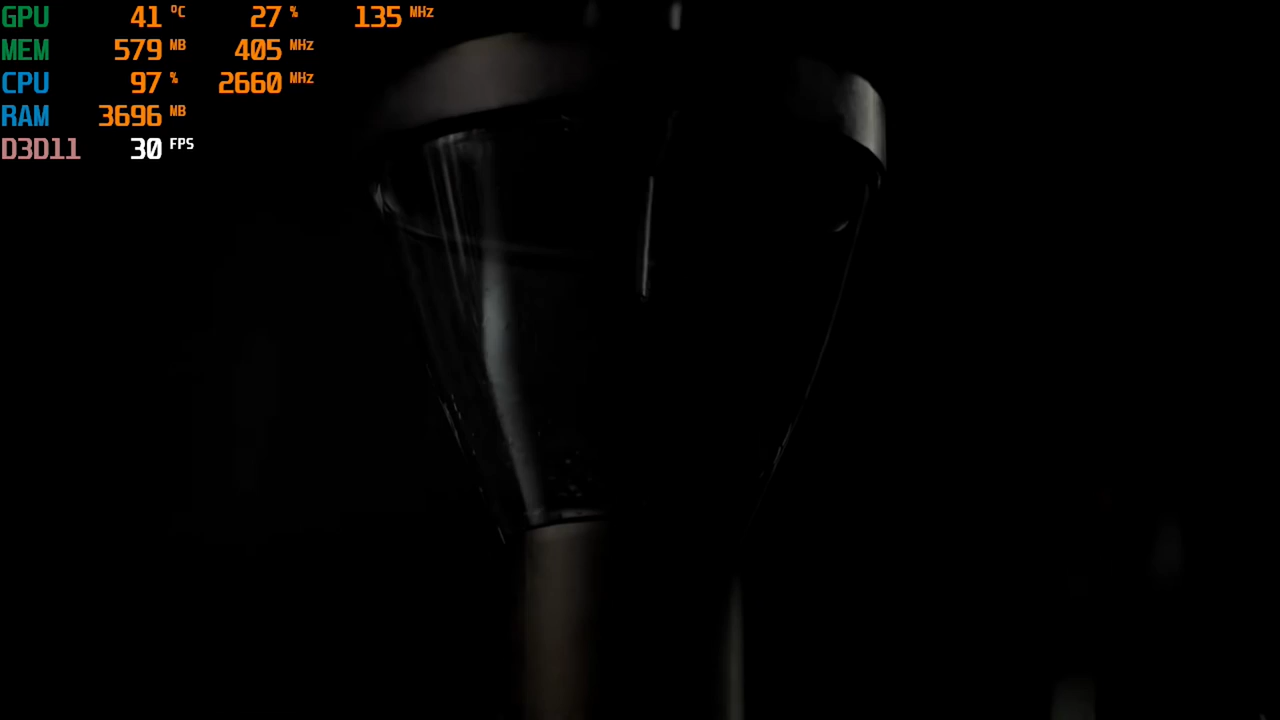 GPU 41 °C 27 % 135 MHz
MEM 579 MB 405 MHz
CPU 97 % 2660 MHz
RAM 3696 MB
D3D11 30 FPS